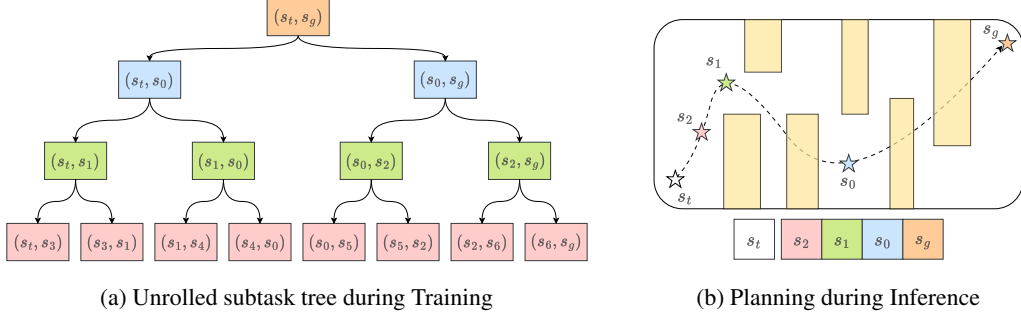 (s_t, s_g)
(s_t, s_0) (s_0, s_g)
(s_t, s_1) (s_1, s_0) (s_0, s_2) (s_2, s_g)
(s_t, s_3) (s_3, s_1) (s_1, s_4) (s_4, s_0) (s_0, s_5) (s_5, s_2) (s_2, s_6) (s_6, s_g)
(a) Unrolled subtask tree during Training
s_g
s_1
s_2
s_0
s_t
s_t s_2 s_1 s_0 s_g
(b) Planning during Inference